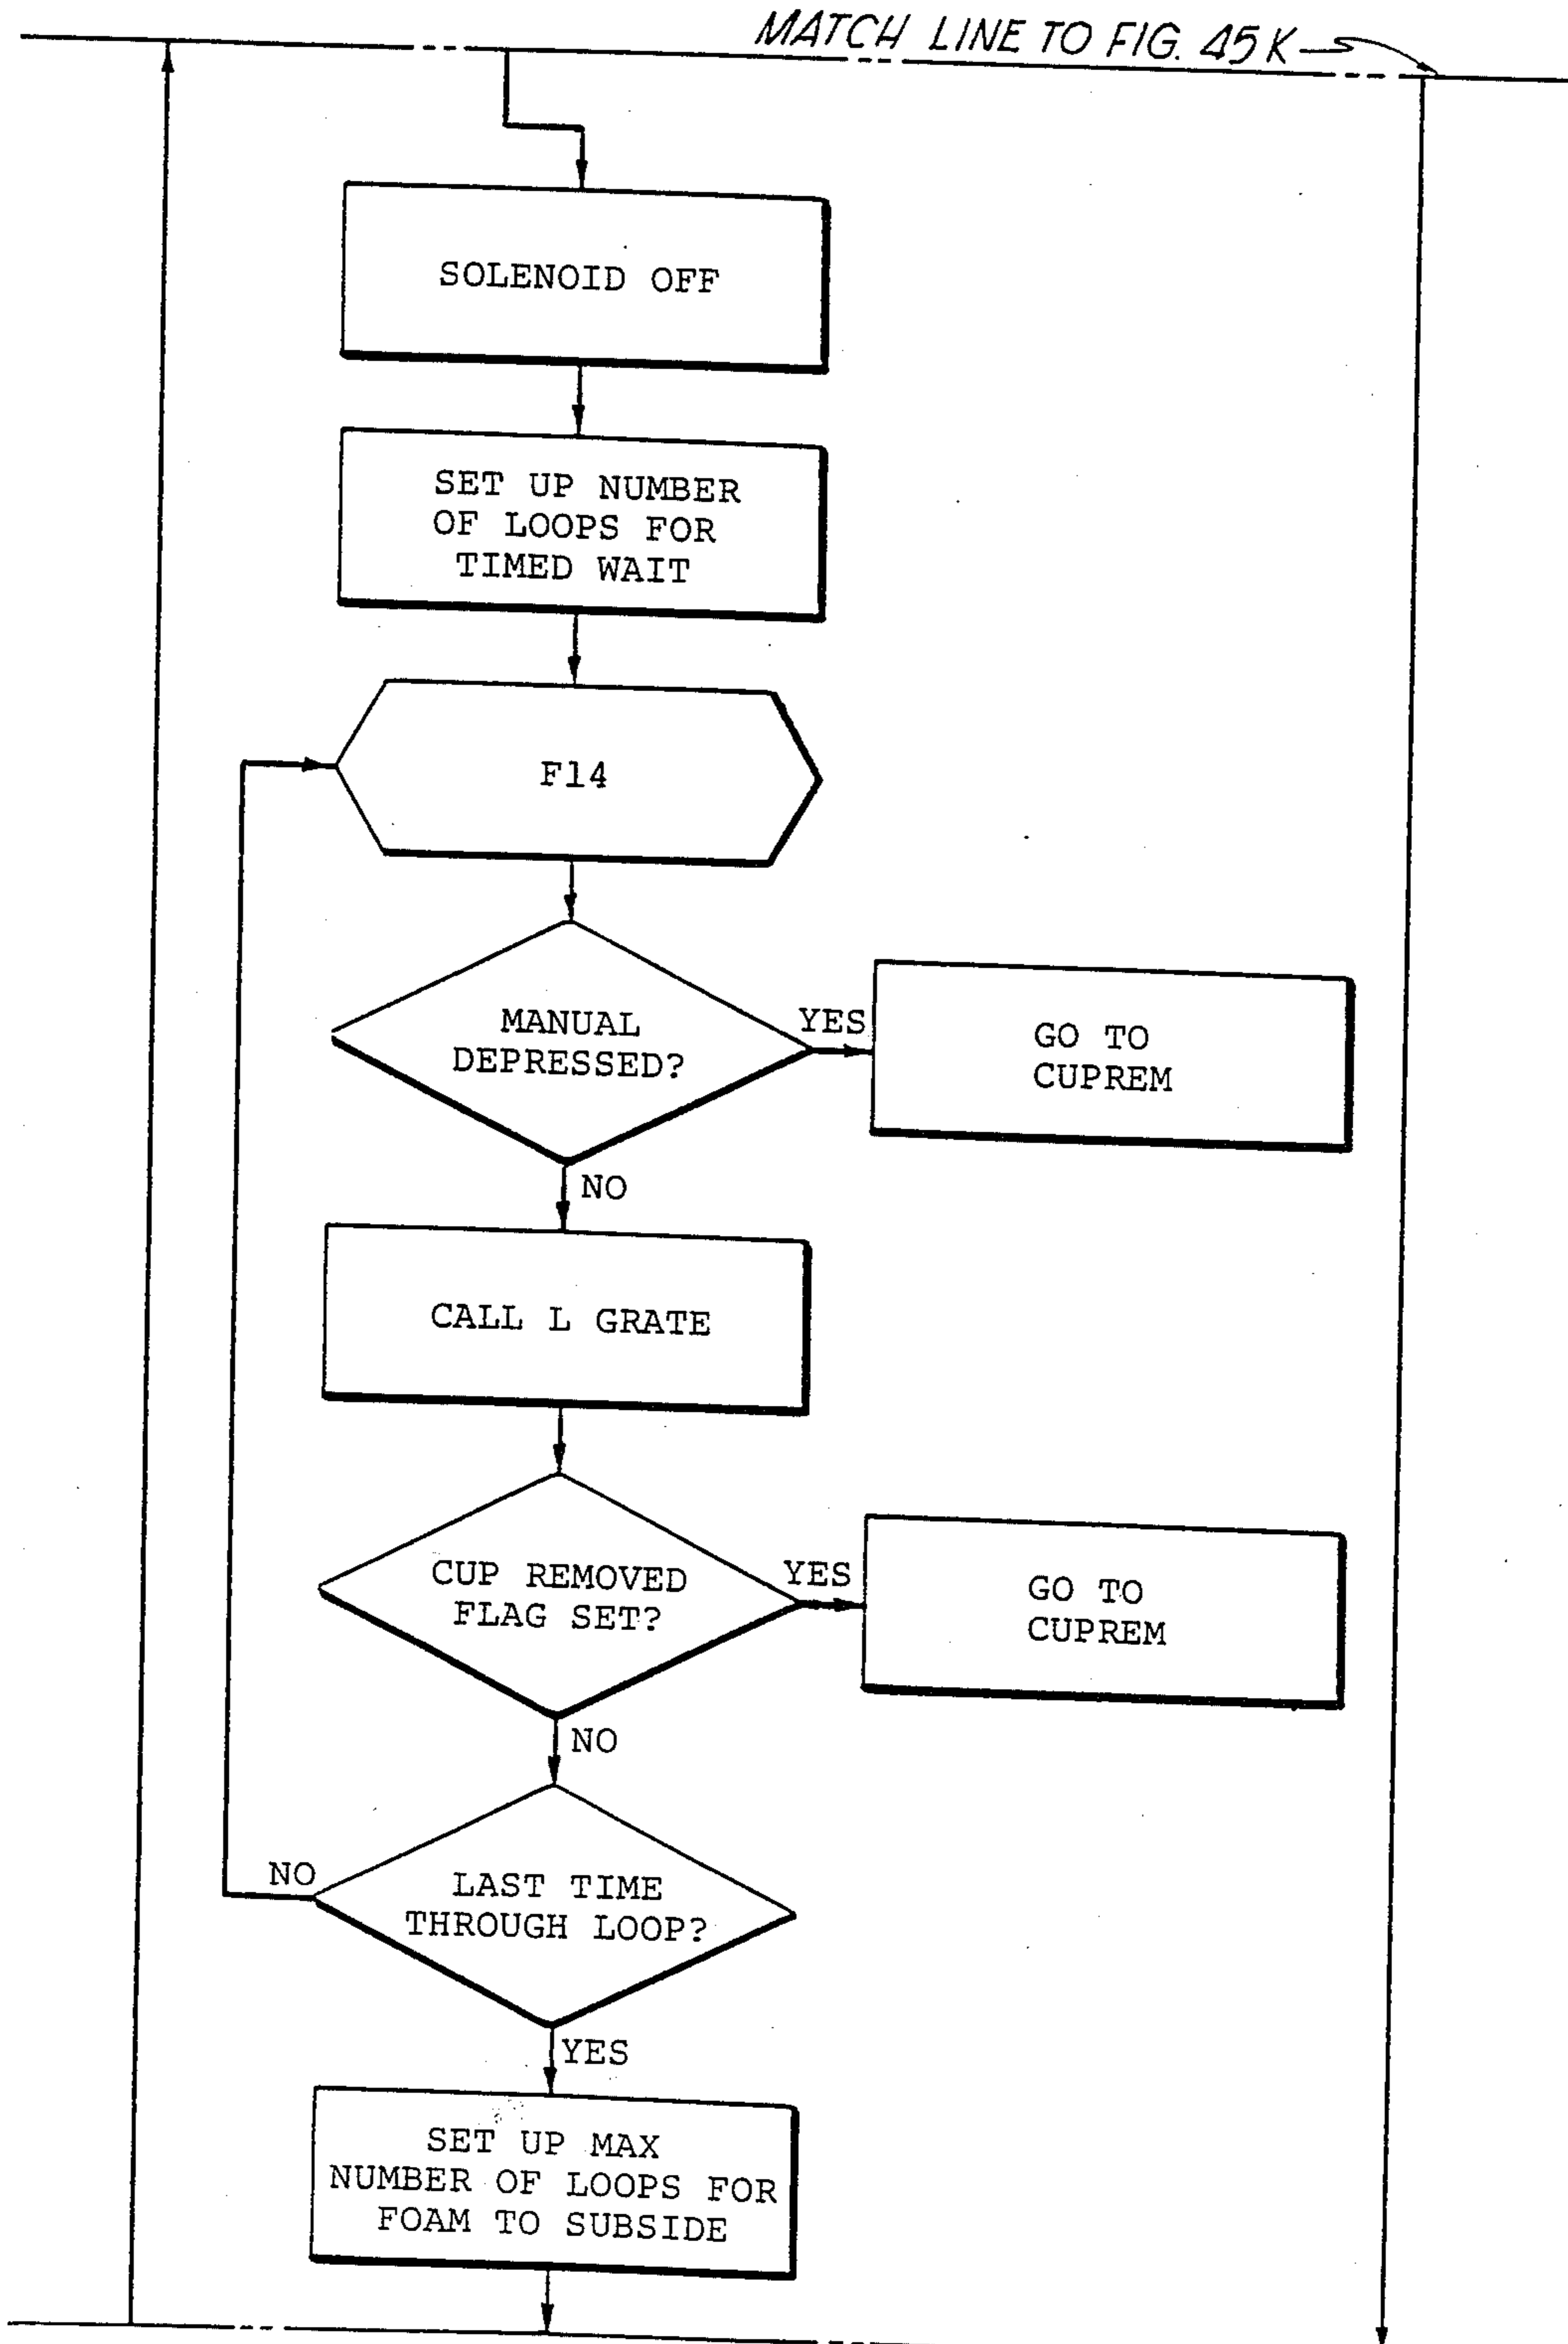 MATCH LINE TO FIG. 45K
SOLENOID OFF
SET UP NUMBER
OF LOOPS FOR
TIMED WAIT
F14
MANUAL
DEPRESSED?
YES
GO TO
CUPREM
NO
CALL L GRATE
CUP REMOVED
FLAG SET?
YES
GO TO
CUPREM
NO
LAST TIME
THROUGH LOOP?
NO
YES
SET UP MAX
NUMBER OF LOOPS FOR
FOAM TO SUBSIDE